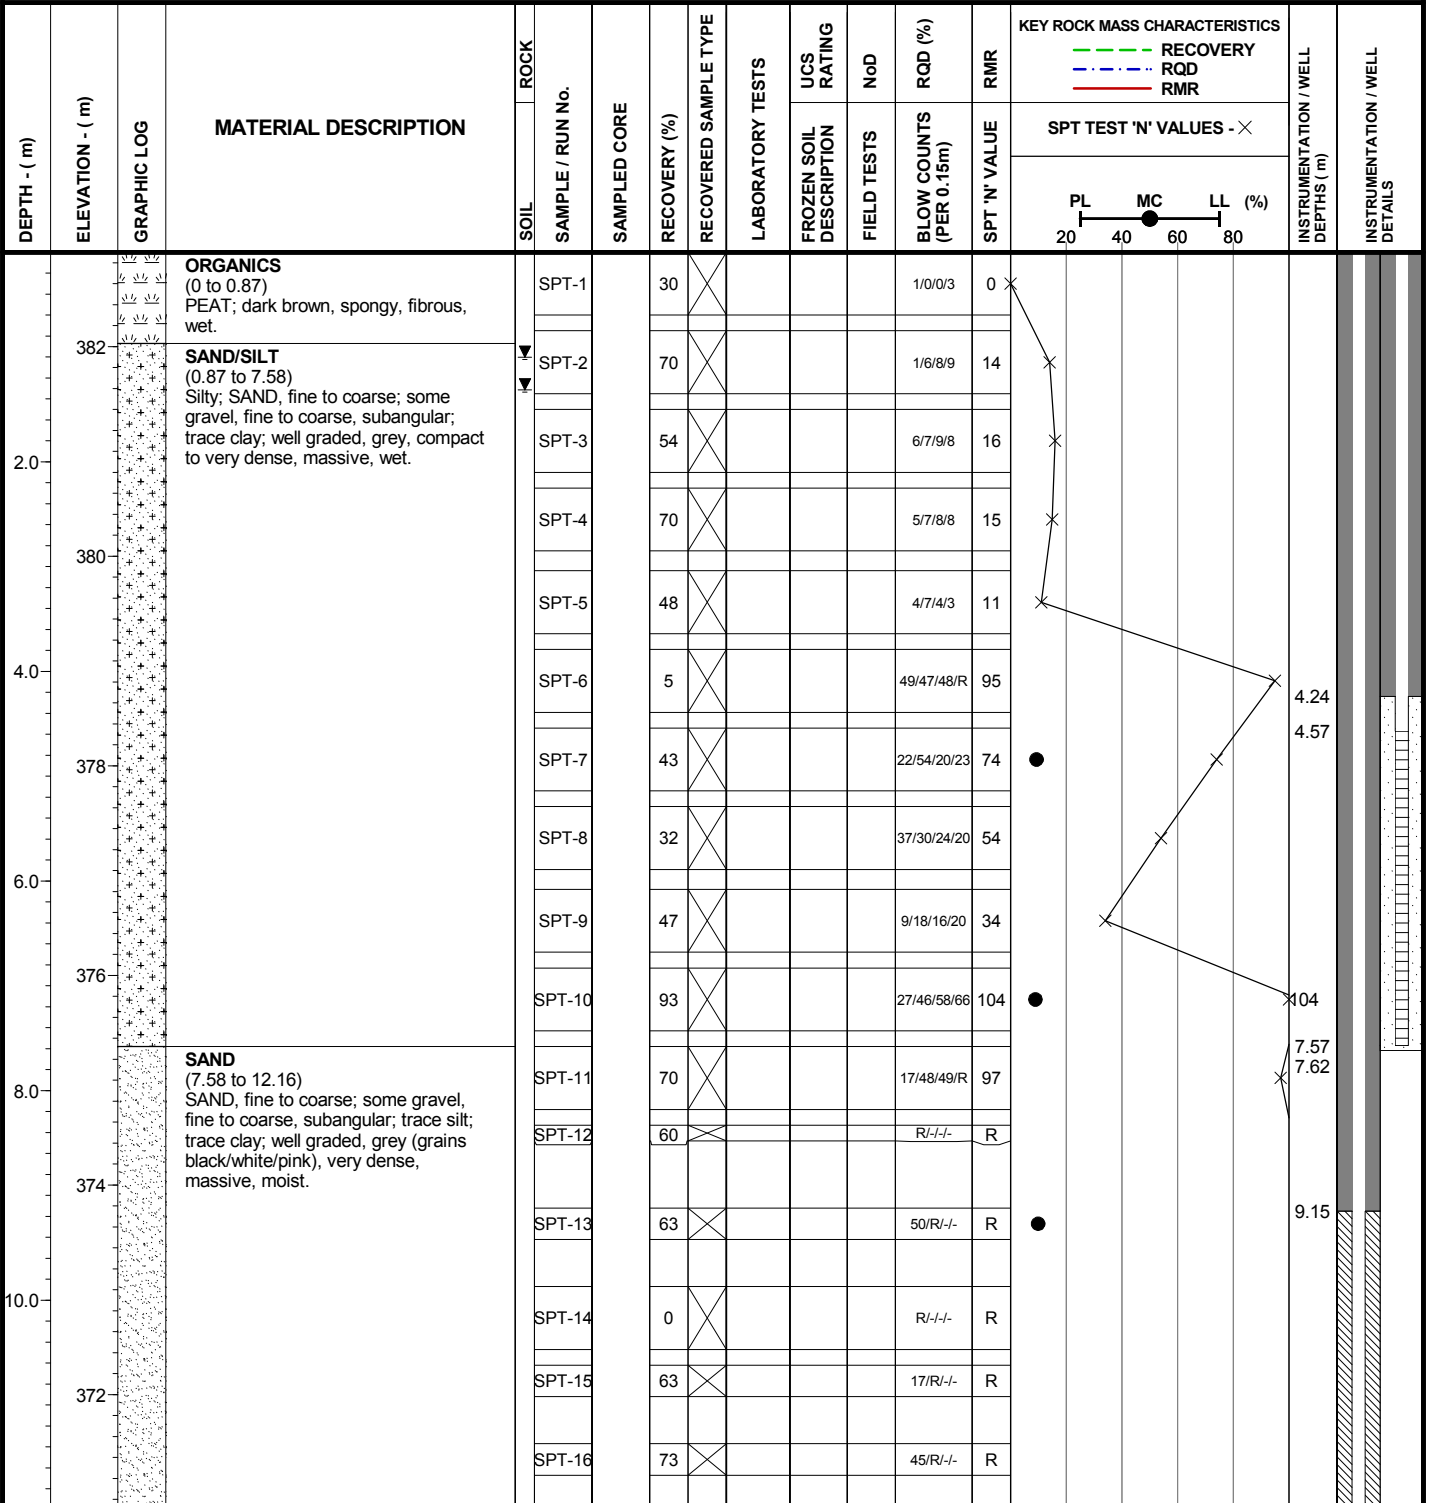 DEPTH - ( m)
ELEVATION - ( m)
GRAPHIC LOG
MATERIAL DESCRIPTION
ROCK
SOIL
SAMPLE / RUN No.
SAMPLED CORE
RECOVERY (%)
RECOVERED SAMPLE TYPE
LABORATORY TESTS
UCS RATING
FROZEN SOIL DESCRIPTION
NoD
FIELD TESTS
RQD (%)
BLOW COUNTS (PER 0.15m)
RMR
SPT 'N' VALUE
KEY ROCK MASS CHARACTERISTICS
RECOVERY
RQD
RMR
SPT TEST 'N' VALUES - ×
PL MC LL (%)
20 40 60 80
INSTRUMENTATION / WELL DEPTHS ( m)
INSTRUMENTATION / WELL DETAILS
ORGANICS
(0 to 0.87)
PEAT; dark brown, spongy, fibrous,
wet.
SPT-1 30 1/0/0/3 0
382
SAND/SILT
(0.87 to 7.58)
Silty; SAND, fine to coarse; some
gravel, fine to coarse, subangular;
trace clay; well graded, grey, compact
to very dense, massive, wet.
SPT-2 70 1/6/8/9 14
SPT-3 54 6/7/9/8 16
2.0
SPT-4 70 5/7/8/8 15
380
SPT-5 48 4/7/4/3 11
4.0
SPT-6 5 49/47/48/R 95
4.24
4.57
378
SPT-7 43 22/54/20/23 74
SPT-8 32 37/30/24/20 54
6.0
SPT-9 47 9/18/16/20 34
376
SPT-10 93 27/46/58/66 104 104
7.57
7.62
SAND
(7.58 to 12.16)
SAND, fine to coarse; some gravel,
fine to coarse, subangular; trace silt;
trace clay; well graded, grey (grains
black/white/pink), very dense,
massive, moist.
SPT-11 70 17/48/49/R 97
8.0
SPT-12 60 R/-/-/- R
374
9.15
SPT-13 63 50/R/-/- R
10.0
SPT-14 0 R/-/-/- R
SPT-15 63 17/R/-/- R
372
SPT-16 73 45/R/-/- R